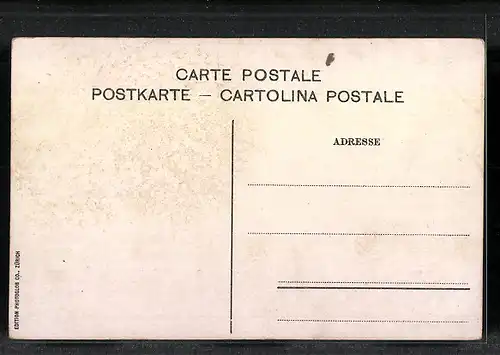 CARTE POSTALE
POSTKARTE — CARTOLINA POSTALE
ADRESSE
EDITION PHOTOGLOB CO., ZÜRICH